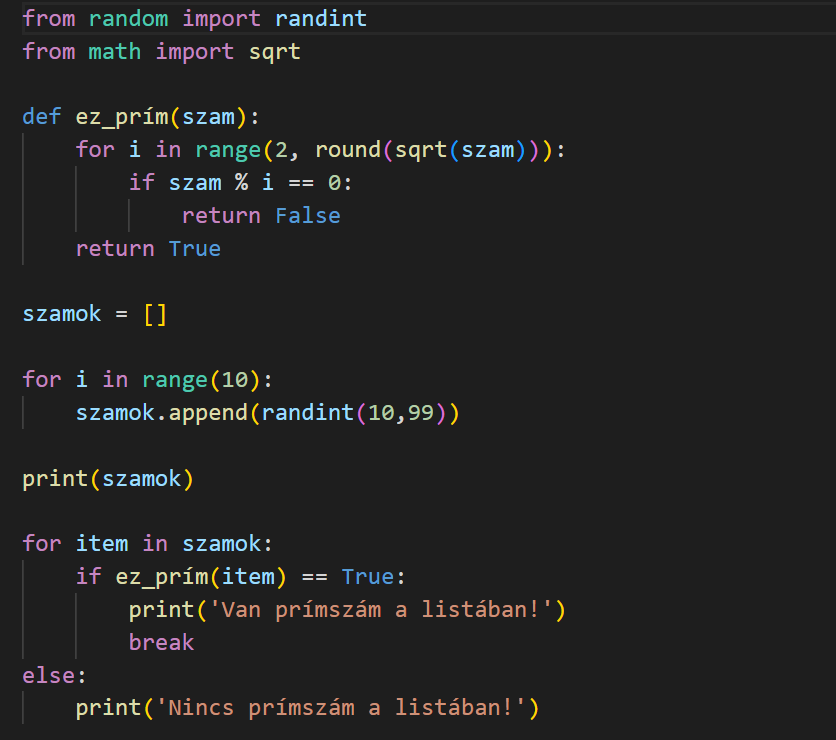 from random import randint
from math import sqrt

def ez_prím(szam):
    for i in range(2, round(sqrt(szam))):
        if szam % i == 0:
            return False
    return True

szamok = []

for i in range(10):
    szamok.append(randint(10,99))

print(szamok)

for item in szamok:
    if ez_prím(item) == True:
        print('Van prímszám a listában!')
        break
else:
    print('Nincs prímszám a listában!')